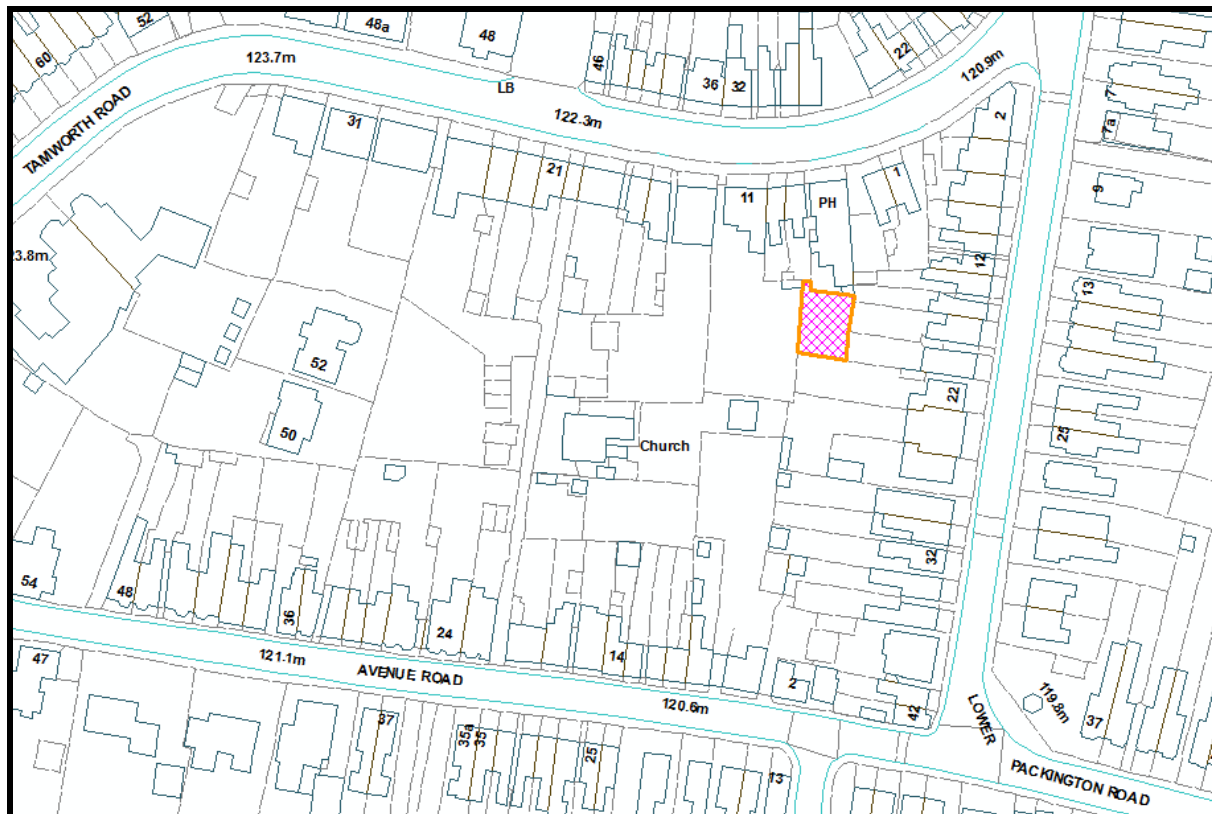 52
48a
48
46
36
32
22
60
123.7m
LB
122.3m
120.9m
TAMWORTH ROAD
31
21
11
PH
1
2
7
7a
9
12
13
23.8m
52
50
22
25
Church
32
54
48
36
24
14
2
42
121.1m
AVENUE ROAD
120.6m
LOWER
119.8m
37
PACKINGTON ROAD
47
37
35a
35
25
13